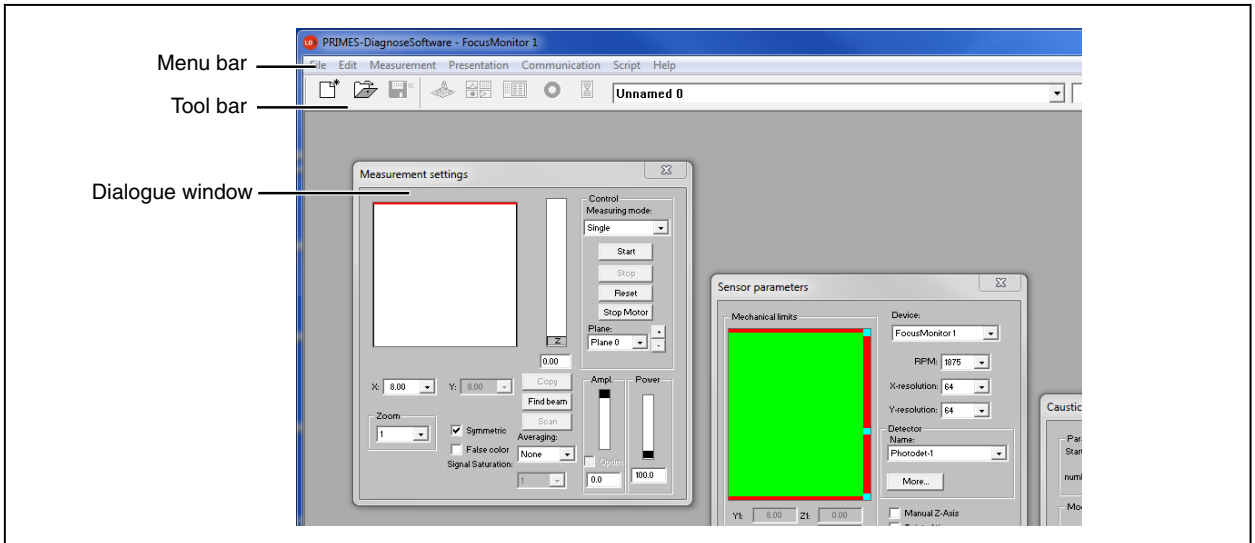 PRIMES-DiagnoseSoftware - FocusMonitor 1
Menu bar
File Edit Measurement Presentation Communication Script Help
Tool bar
Unnamed 0
Dialogue window
Measurement settings
Control
Measuring mode:
Single
Start
Stop
Reset
Stop Motor
Plane:
Plane 0
+
-
Z
0.00
X: 8.00 Y: 8.00
Copy
Find beam
Scan
Zoom
1
Symmetric
False color
Averaging:
None
Signal Saturation:
1
Ampl.
Optim.
0.0
Power
100.0
Sensor parameters
Mechanical limits
Y1: 8.00 Z1: 0.00
Device:
FocusMonitor 1
RPM: 1875
X-resolution: 64
Y-resolution: 64
Detector
Name:
Photodet-1
More...
Manual Z-Axis
Caustic
Par
Star
numl
Mo